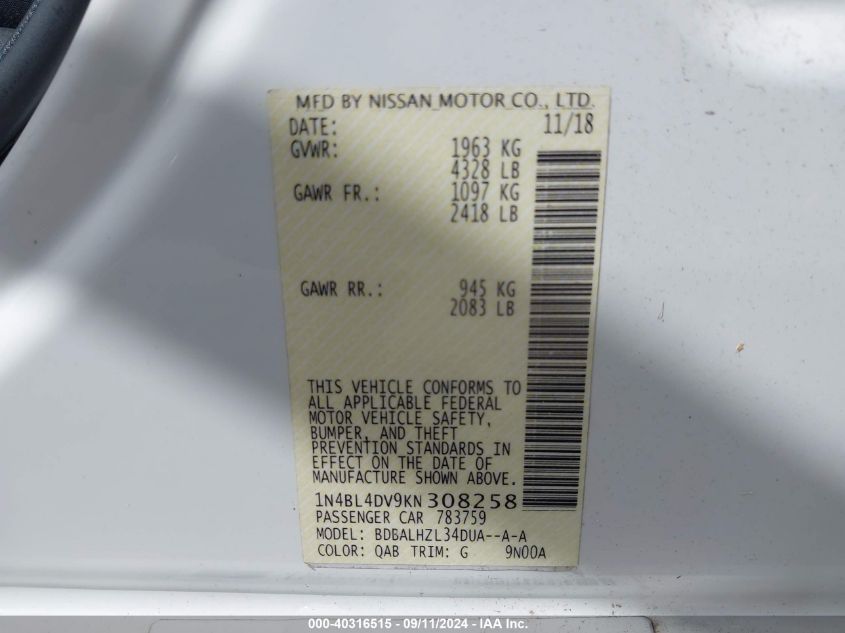 MFD BY NISSAN MOTOR CO., LTD.
DATE: 11/18
GVWR: 1963 KG
4328 LB
GAWR FR.: 1097 KG
2418 LB
GAWR RR.: 945 KG
2083 LB
THIS VEHICLE CONFORMS TO
ALL APPLICABLE FEDERAL
MOTOR VEHICLE SAFETY,
BUMPER, AND THEFT
PREVENTION STANDARDS IN
EFFECT ON THE DATE OF
MANUFACTURE SHOWN ABOVE.
1N4BL4DV9KN308258
PASSENGER CAR 783759
MODEL: BDBALHZL34DUA--A-A
COLOR: QAB TRIM: G 9N00A
000-40316515 - 09/11/2024 - IAA Inc.